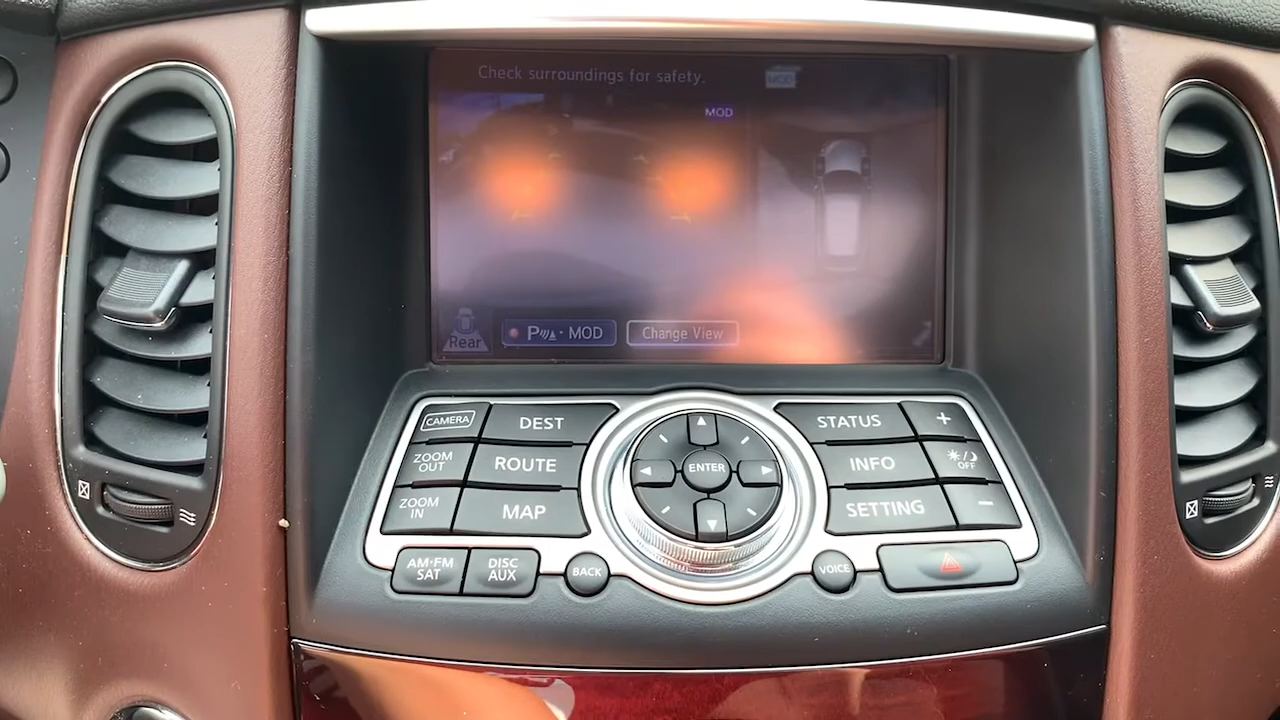 Check surroundings for safety.
MOD
MOD
Rear
P · MOD
Change View
CAMERA
DEST
STATUS
+
ZOOM OUT
ROUTE
ENTER
INFO
/ OFF
ZOOM IN
MAP
SETTING
−
AM·FM SAT
DISC AUX
BACK
VOICE